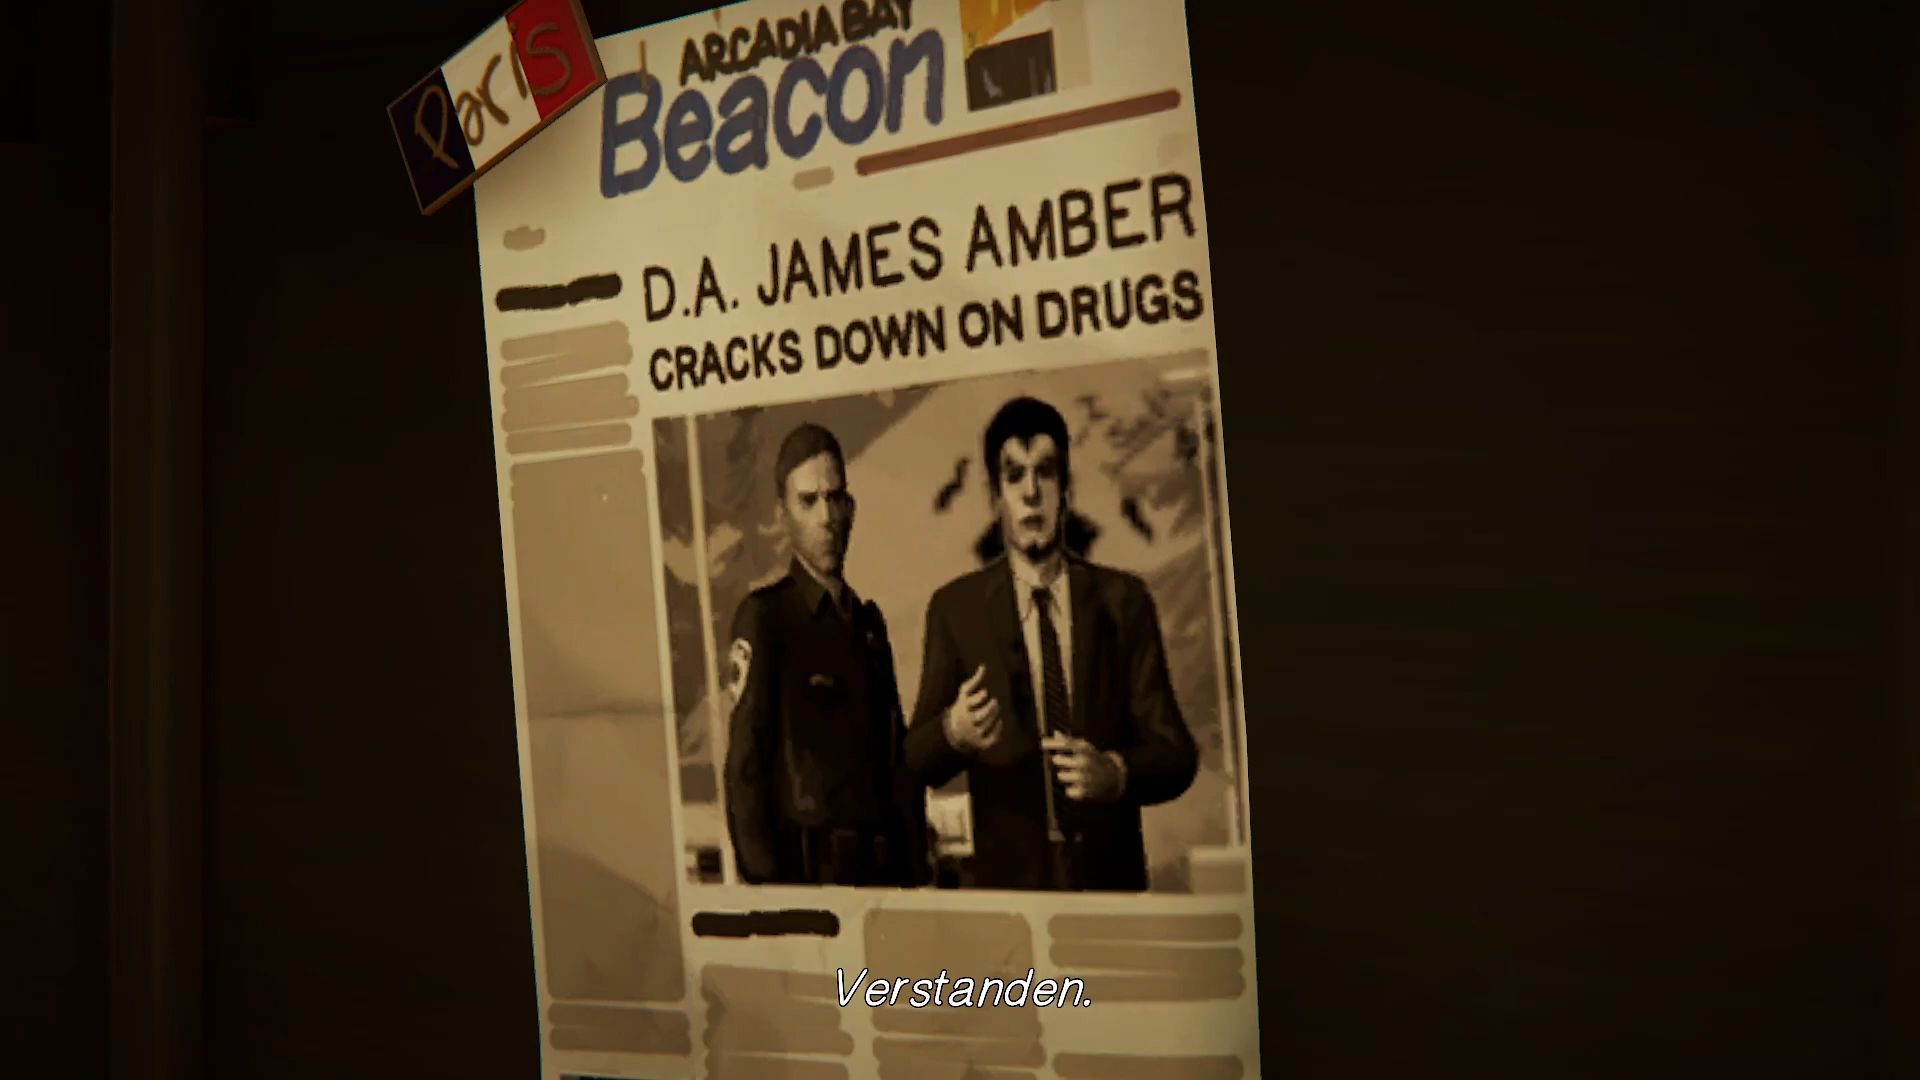 Paris
ARCADIA BAY
Beacon
D.A. JAMES AMBER
CRACKS DOWN ON DRUGS
Verstanden.